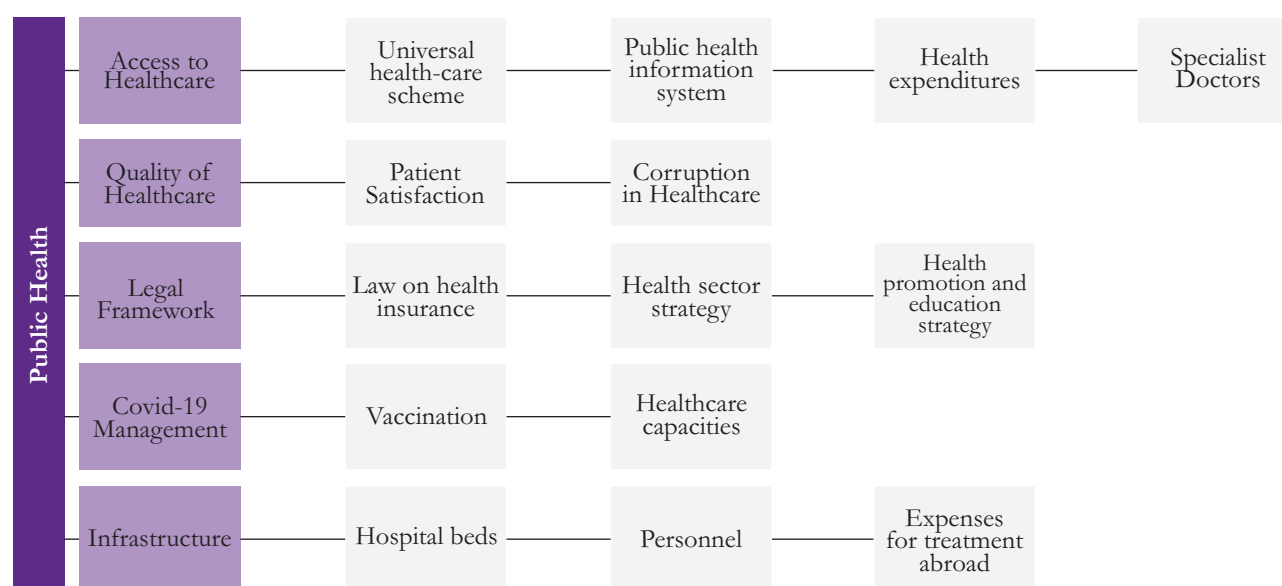 Public Health
Access to
Healthcare
Universal
health-care
scheme
Public health
information
system
Health
expenditures
Specialist
Doctors
Quality of
Healthcare
Patient
Satisfaction
Corruption
in Healthcare
Legal
Framework
Law on health
insurance
Health sector
strategy
Health
promotion and
education
strategy
Covid-19
Management
Vaccination
Healthcare
capacities
Infrastructure
Hospital beds
Personnel
Expenses
for treatment
abroad